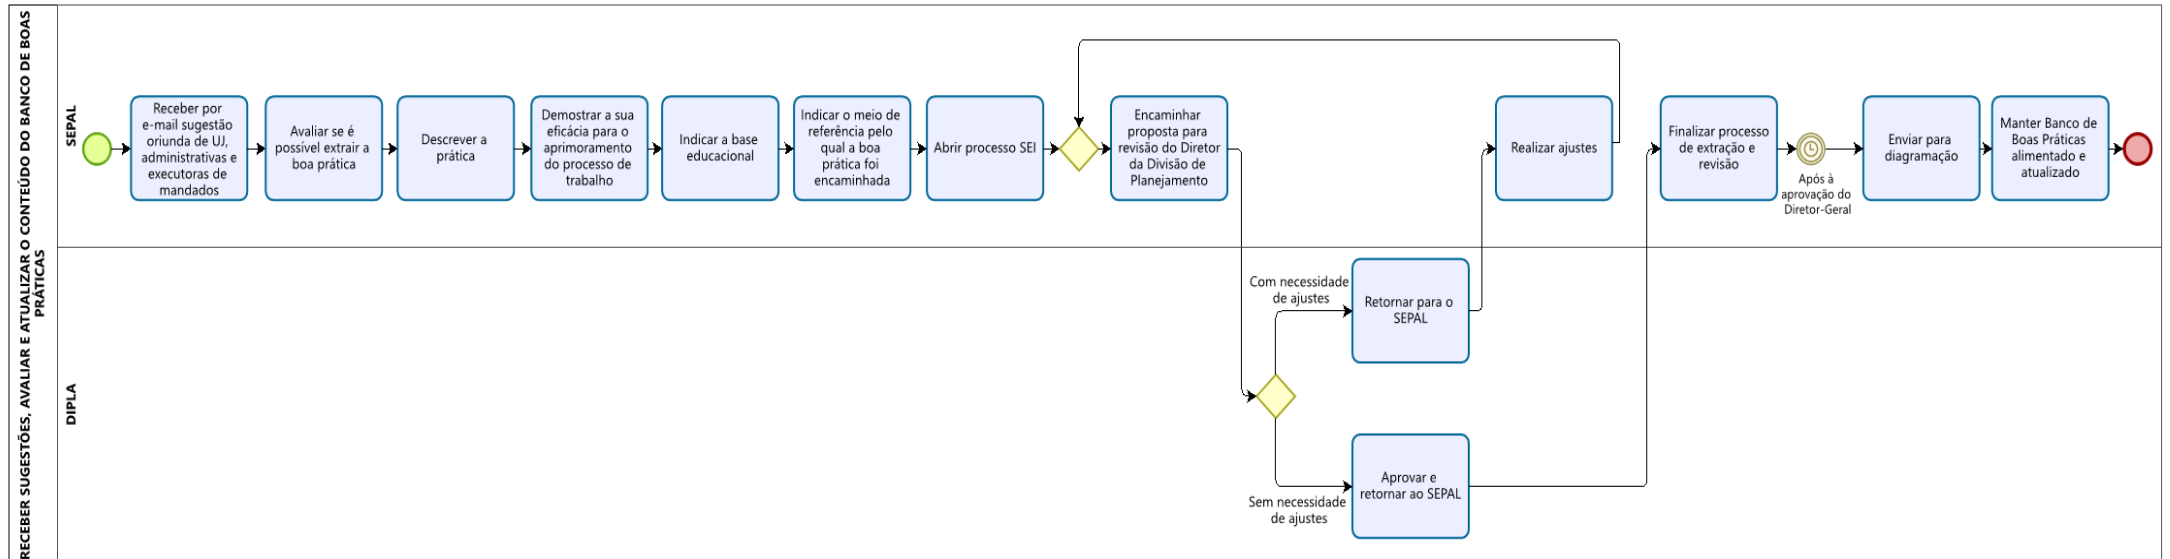 RECEBER SUGESTÕES, AVALIAR E ATUALIZAR O CONTEÚDO DO BANCO DE BOAS
PRÁTICAS
SEPAL
Receber por
e-mail sugestão
oriunda de UJ,
administrativas e
executoras de
mandados
Avaliar se é
possível extrair a
boa prática
Descrever a
prática
Demostrar a sua
eficácia para o
aprimoramento
do processo de
trabalho
Indicar a base
educacional
Indicar o meio de
referência pelo
qual a boa
prática foi
encaminhada
Abrir processo SEI
Encaminhar
proposta para
revisão do Diretor
da Divisão de
Planejamento
Realizar ajustes
Finalizar processo
de extração e
revisão
Após à
aprovação do
Diretor-Geral
Enviar para
diagramação
Manter Banco de
Boas Práticas
alimentado e
atualizado
DIPLA
Com necessidade
de ajustes
Retornar para o
SEPAL
Sem necessidade
de ajustes
Aprovar e
retornar ao SEPAL